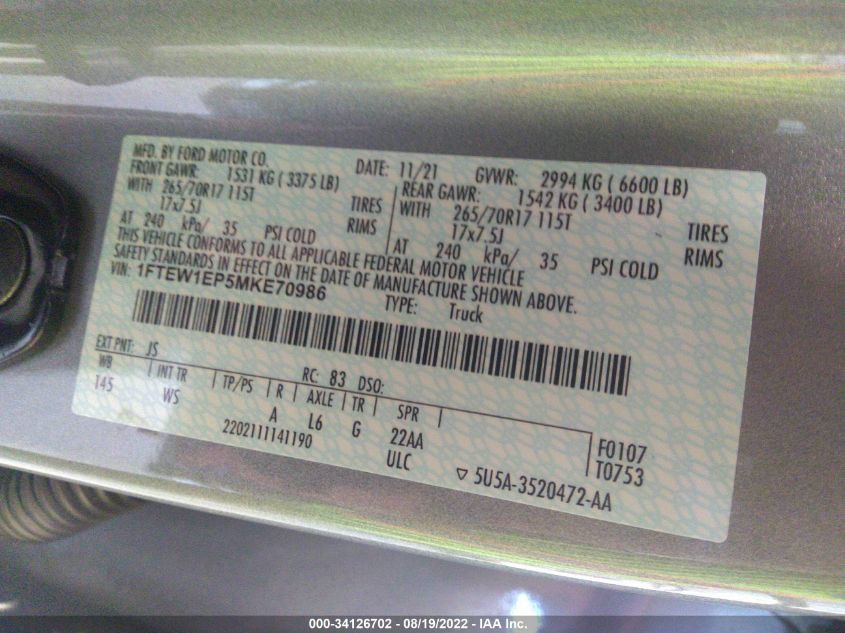 MFD. BY FORD MOTOR CO.
DATE: 11/21 GVWR: 2994 KG ( 6600 LB)
FRONT GAWR: 1531 KG ( 3375 LB)
REAR GAWR: 1542 KG ( 3400 LB)
WITH 265/70R17 115T TIRES
WITH 265/70R17 115T TIRES
17x7.5J RIMS
17x7.5J RIMS
AT 240 kPa/ 35 PSI COLD
AT 240 kPa/ 35 PSI COLD
THIS VEHICLE CONFORMS TO ALL APPLICABLE FEDERAL MOTOR VEHICLE
SAFETY STANDARDS IN EFFECT ON THE DATE OF MANUFACTURE SHOWN ABOVE.
VIN: 1FTEW1EP5MKE70986
TYPE: Truck
EXT PNT: JS RC: 83 DSO:
WB INT TR TP/PS R AXLE TR SPR
145 WS A L6 G 22AA
F0107
T0753
2202111141190 ULC
▽ 5U5A-3520472-AA
000-34126702 - 08/19/2022 - IAA Inc.